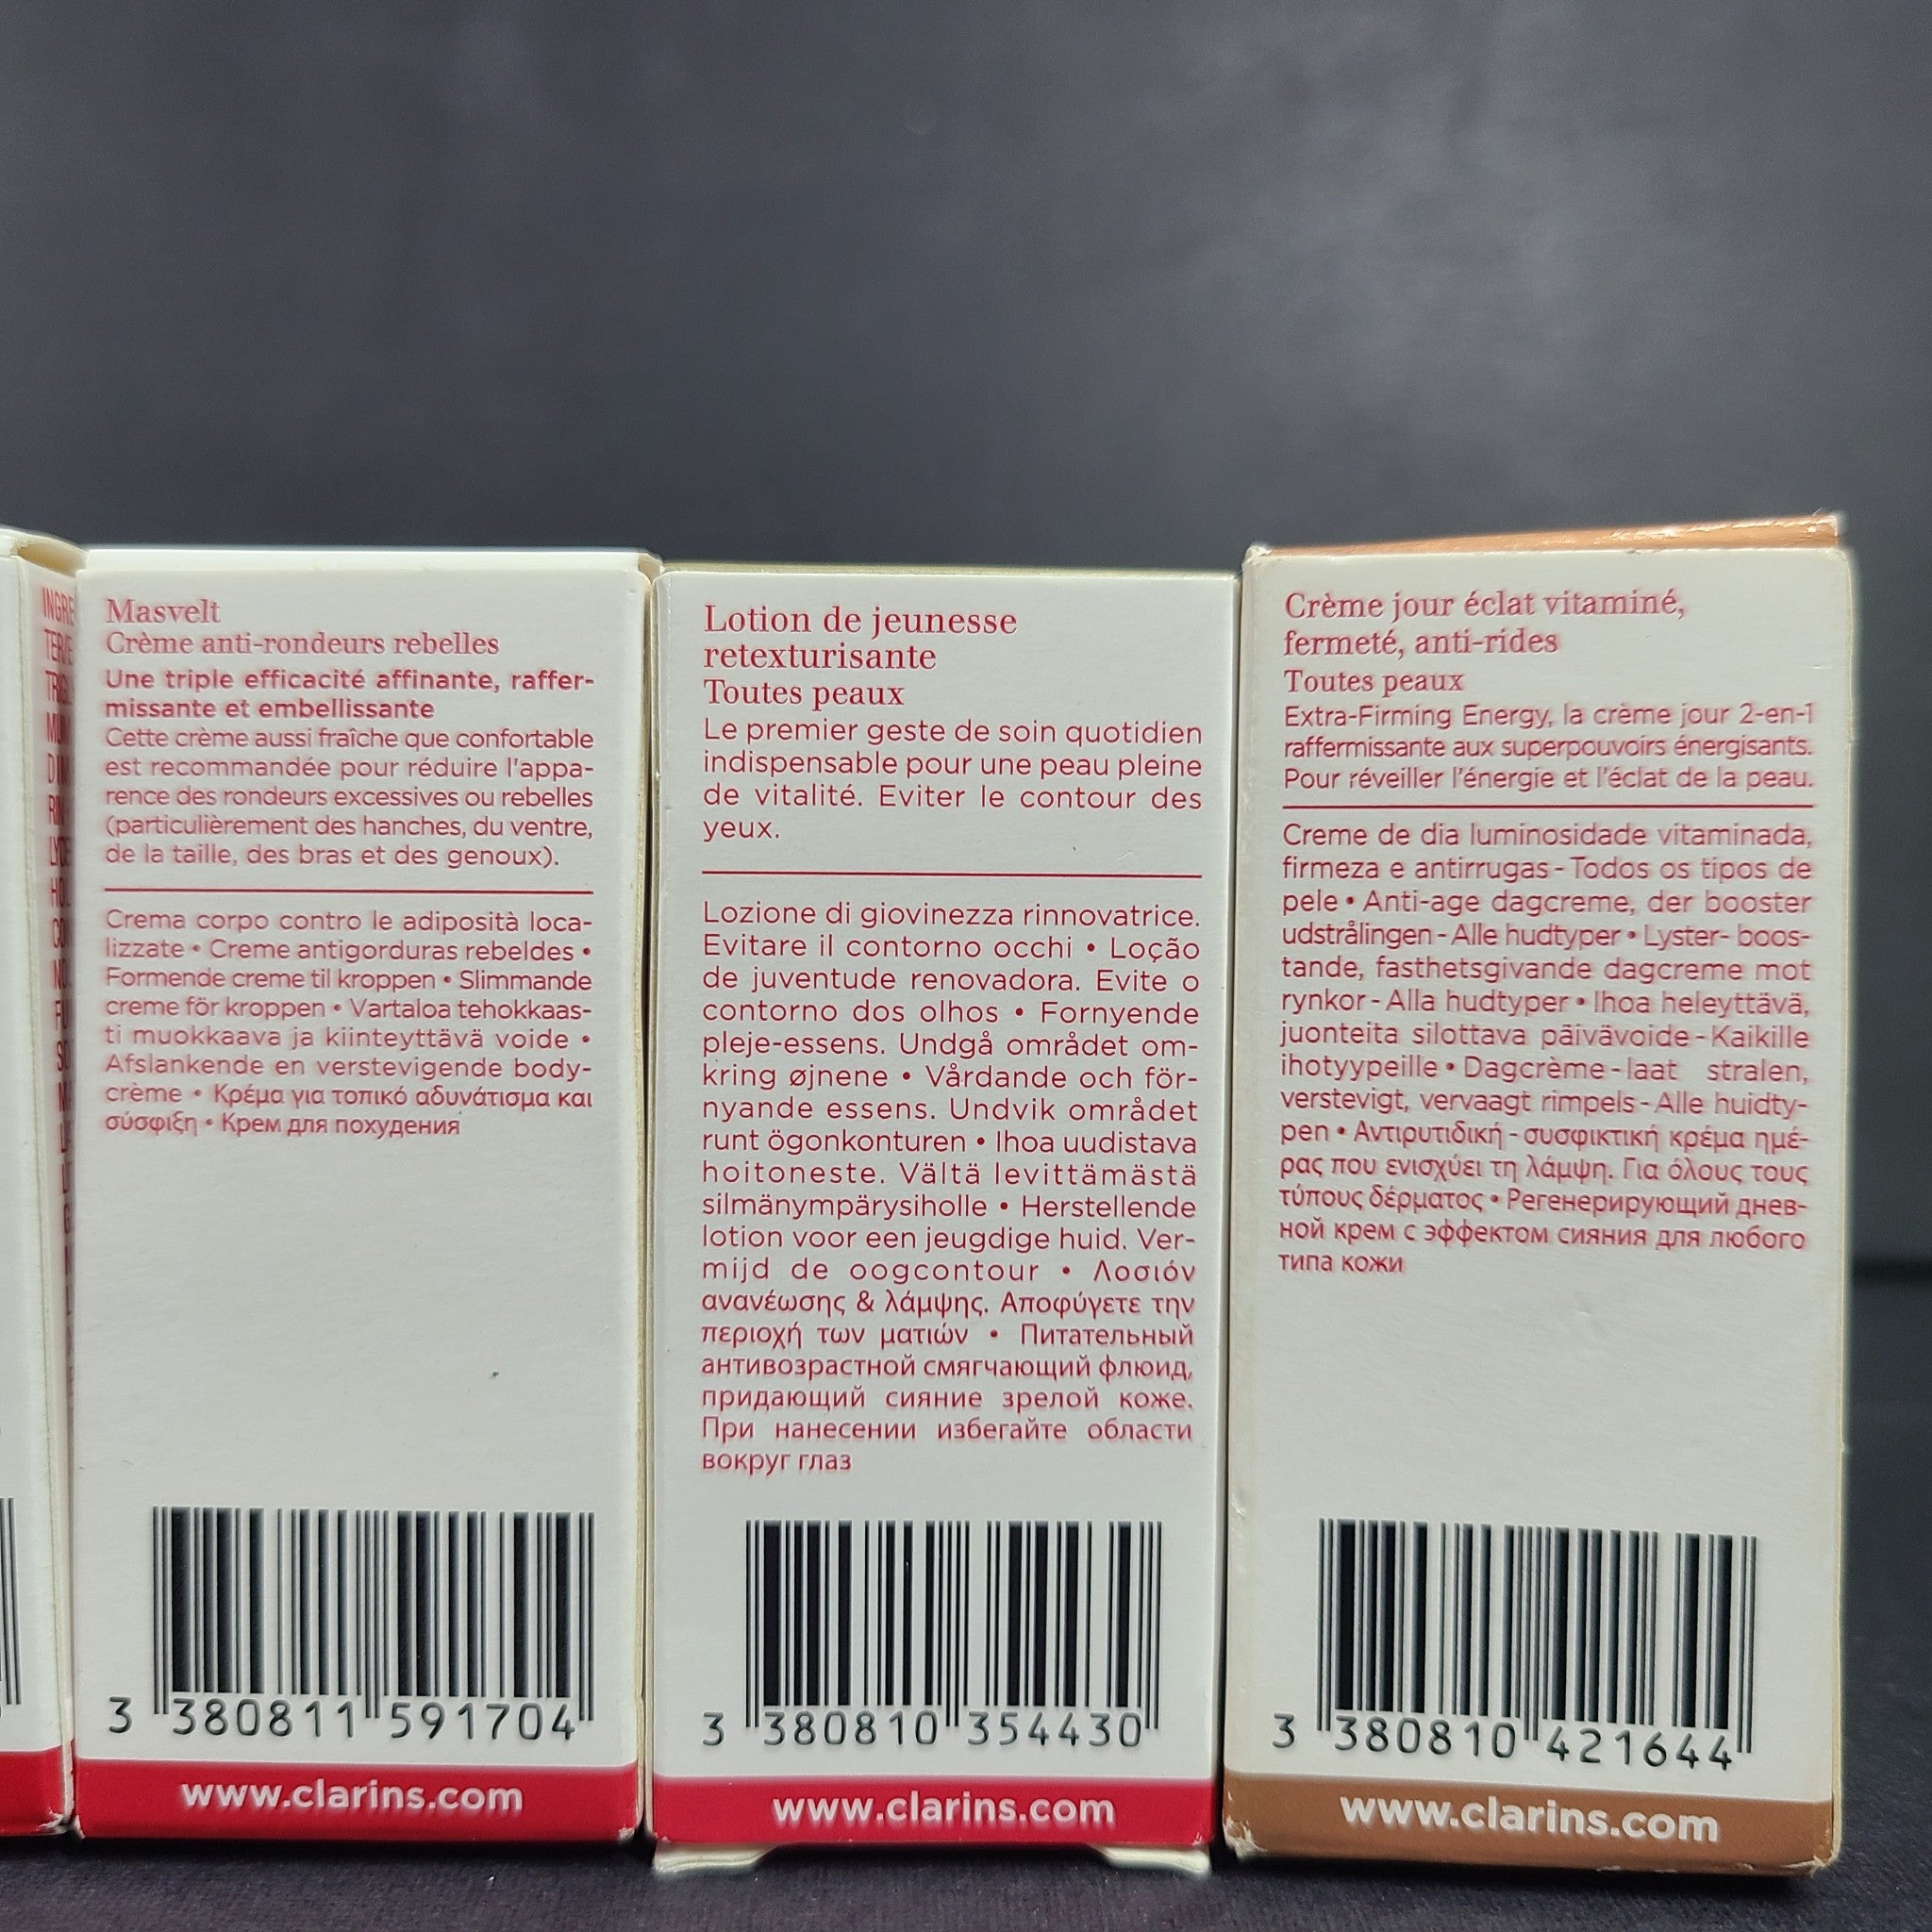 Masvelt
Crème anti-rondeurs rebelles
Une triple efficacité affinante, raffer-
missante et embellissante
Cette crème aussi fraîche que confortable
est recommandée pour réduire l'appa-
rence des rondeurs excessives ou rebelles
(particulièrement des hanches, du ventre,
de la taille, des bras et des genoux).
Crema corpo contro le adiposità loca-
lizzate • Creme antigorduras rebeldes •
Formende creme til kroppen • Slimmande
creme för kroppen • Vartaloa tehokkaas-
ti muokkaava ja kiinteyttävä voide •
Afslankende en verstevigende body-
crème • Κρέμα για τοπικό αδυνάτισμα και
σύσφιξη • Крем для похудения
3 380811 591704
www.clarins.com
Lotion de jeunesse
retexturisante
Toutes peaux
Le premier geste de soin quotidien
indispensable pour une peau pleine
de vitalité. Eviter le contour des
yeux.
Lozione di giovinezza rinnovatrice.
Evitare il contorno occhi • Loção
de juventude renovadora. Evite o
contorno dos olhos • Fornyende
pleje-essens. Undgå området om-
kring øjnene • Vårdande och för-
nyande essens. Undvik området
runt ögonkonturen • Ihoa uudistava
hoitoneste. Vältä levittämästä
silmänympärysiholle • Herstellende
lotion voor een jeugdige huid. Ver-
mijd de oogcontour • Λοσιόν
ανανέωσης & λάμψης. Αποφύγετε την
περιοχή των ματιών • Питательный
антивозрастной смягчающий флюид,
придающий сияние зрелой коже.
При нанесении избегайте области
вокруг глаз
3 380810 354430
www.clarins.com
Crème jour éclat vitaminé,
fermeté, anti-rides
Toutes peaux
Extra-Firming Energy, la crème jour 2-en-1
raffermissante aux superpouvoirs énergisants.
Pour réveiller l'énergie et l'éclat de la peau.
Creme de dia luminosidade vitaminada,
firmeza e antirrugas - Todos os tipos de
pele • Anti-age dagcreme, der booster
udstrålingen - Alle hudtyper • Lyster- boos-
tande, fasthetsgivande dagcreme mot
rynkor - Alla hudtyper • Ihoa heleyttävä,
juonteita silottava päivävoide - Kaikille
ihotyypeille • Dagcrème - laat stralen,
verstevigt, vervaagt rimpels - Alle huidty-
pen • Αντιρυτιδική - συσφικτική κρέμα ημέ-
ρας που ενισχύει τη λάμψη. Για όλους τους
τύπους δέρματος • Регенерирующий днев-
ной крем с эффектом сияния для любого
типа кожи
3 380810 421644
www.clarins.com